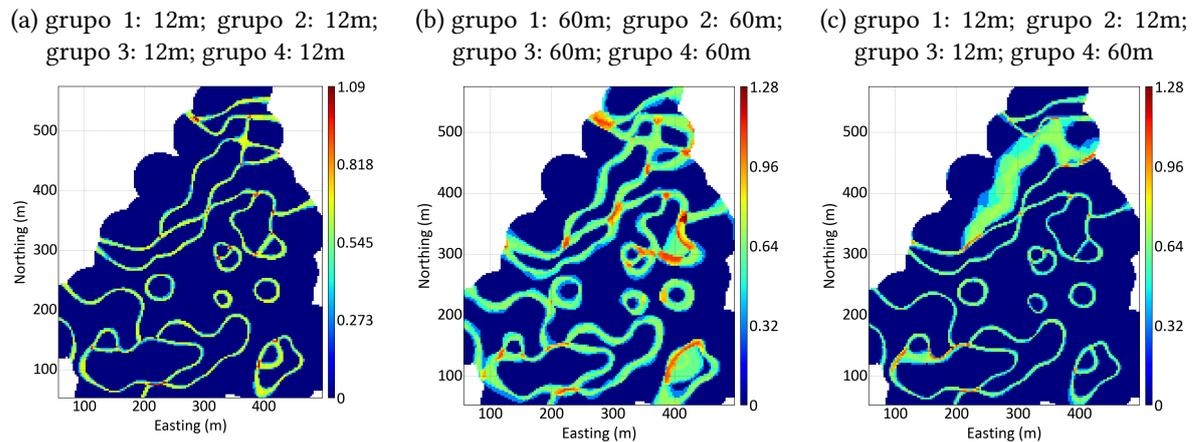 (a) grupo 1: 12m; grupo 2: 12m;
grupo 3: 12m; grupo 4: 12m
(b) grupo 1: 60m; grupo 2: 60m;
grupo 3: 60m; grupo 4: 60m
(c) grupo 1: 12m; grupo 2: 12m;
grupo 3: 12m; grupo 4: 60m
Northing (m)
500
400
300
200
100
100 200 300 400
Easting (m)
1.09
0.818
0.545
0.273
0
Northing (m)
500
400
300
200
100
100 200 300 400
Easting (m)
1.28
0.96
0.64
0.32
0
Northing (m)
500
400
300
200
100
100 200 300 400
Easting (m)
1.28
0.96
0.64
0.32
0